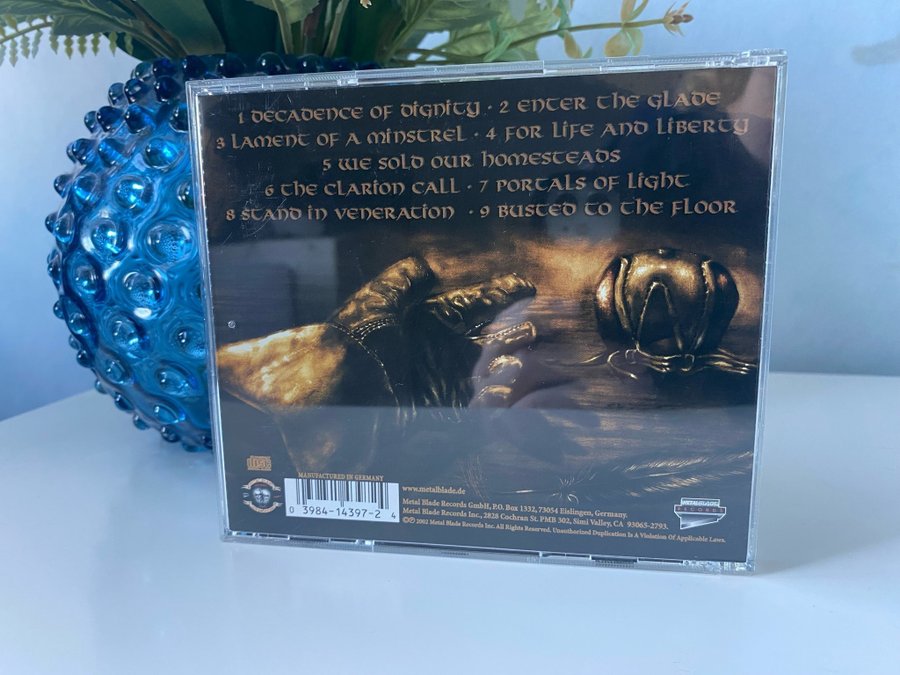 1 Decadence of Dignity · 2 Enter the Glade
3 Lament of a Minstrel · 4 For Life and Liberty
5 We Sold Our Homesteads
6 The Clarion Call · 7 Portals of Light
8 Stand in Veneration · 9 Busted to the Floor
MANUFACTURED IN GERMANY
0 3984-14397-2 4
www.metalblade.de
Metal Blade Records GmbH, P.O. Box 1332, 73054 Eislingen, Germany.
Metal Blade Records Inc., 2828 Cochran St. PMB 302, Simi Valley, CA 93065-2793.
©℗ 2002 Metal Blade Records Inc. All Rights Reserved. Unauthorized Duplication Is A Violation Of Applicable Laws.
METAL BLADE
RECORDS